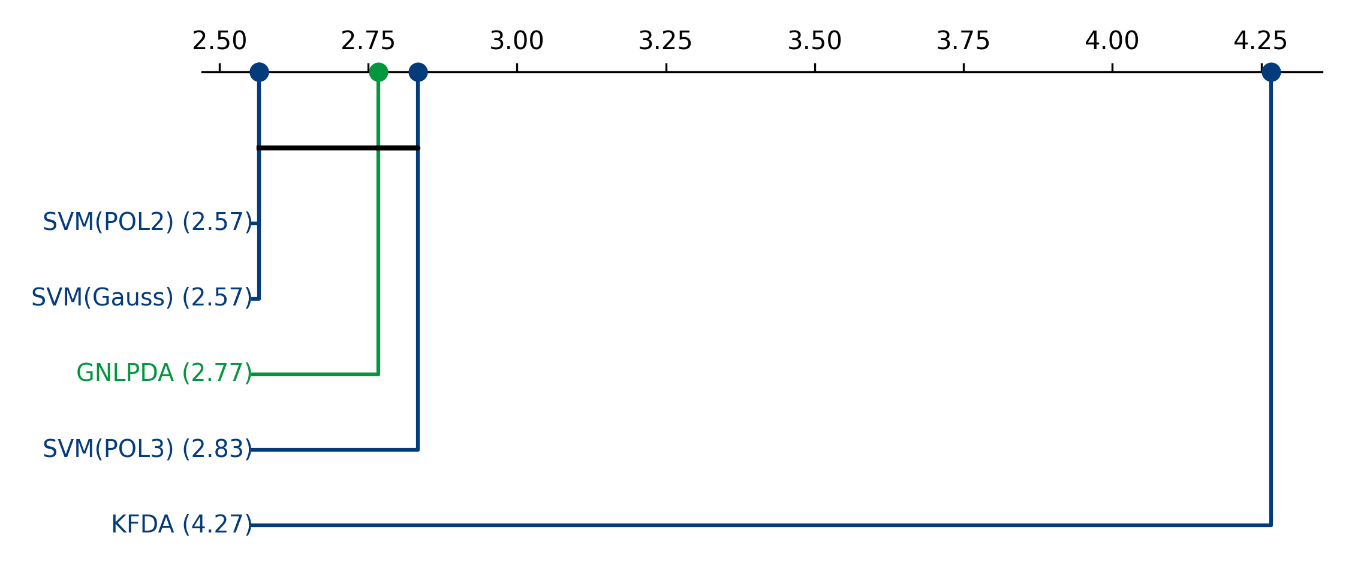 2.50 2.75 3.00 3.25 3.50 3.75 4.00 4.25
SVM(POL2) (2.57)
SVM(Gauss) (2.57)
GNLPDA (2.77)
SVM(POL3) (2.83)
KFDA (4.27)